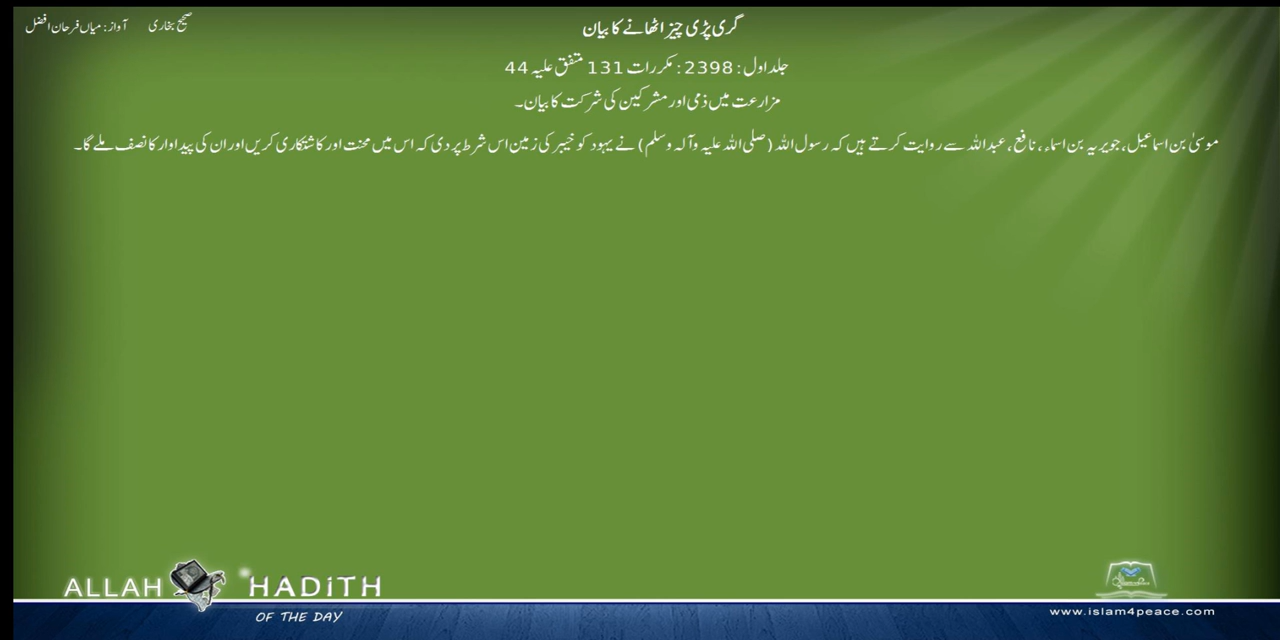 صحیح بخاری آواز: میاں فرحان افضل
گری پڑی چیز اٹھانے کا بیان
جلد اول : 2398 : مکررات 131 متفق علیہ 44
مزارعت میں ذمی اور مشرکین کی شرکت کا بیان۔
موسیٰ بن اسماعیل، جویریہ بن اسماء، نافع، عبداللہ سے روایت کرتے ہیں کہ رسول اللہ (صلی اللہ علیہ وآلہ وسلم) نے یہود کو خیبر کی زمین اس شرط پر دی کہ اس میں محنت اور کاشتکاری کریں اور ان کی پیداوار کا نصف ملے گا۔
ALLAH HADITH
OF THE DAY
www.islam4peace.com